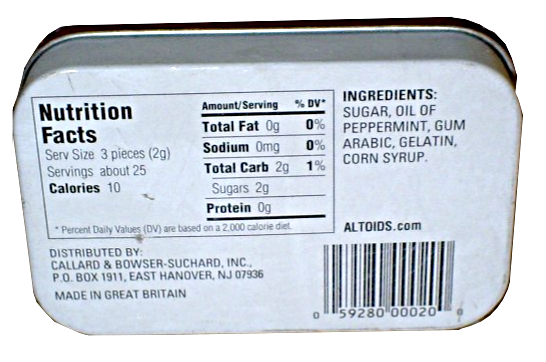 Nutrition
Facts
Serv Size 3 pieces (2g)
Servings about 25
Calories 10
Amount/Serving % DV*
Total Fat 0g 0%
Sodium 0mg 0%
Total Carb 2g 1%
Sugars 2g
Protein 0g
* Percent Daily Values (DV) are based on a 2,000 calorie diet.
INGREDIENTS:
SUGAR, OIL OF
PEPPERMINT, GUM
ARABIC, GELATIN,
CORN SYRUP.
ALTOIDS.com
DISTRIBUTED BY:
CALLARD & BOWSER-SUCHARD, INC.,
P.O. BOX 1911, EAST HANOVER, NJ 07936
MADE IN GREAT BRITAIN
0 59280 00020 0